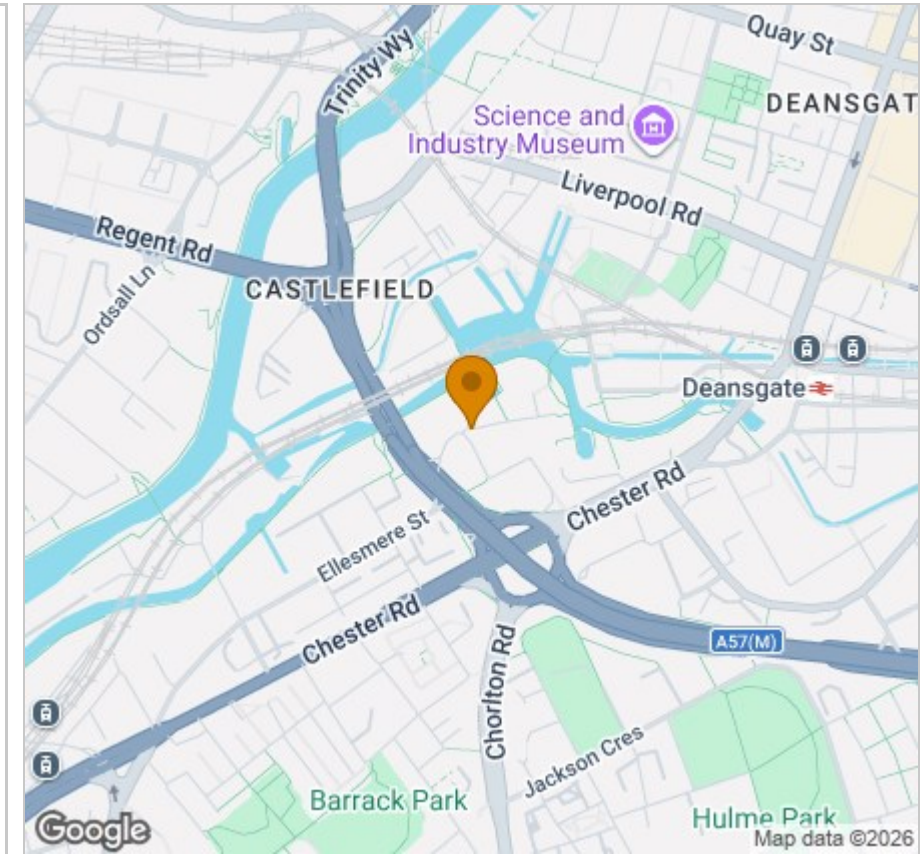 Quay St
Trinity Wy
DEANSGAT
Science and
Industry Museum
Liverpool Rd
Regent Rd
CASTLEFIELD
Ordsall Ln
Deansgate
Chester Rd
Ellesmere St
Chester Rd
A57(M)
Chorlton Rd
Jackson Cres
Barrack Park
Hulme Park
Google
Map data ©2026